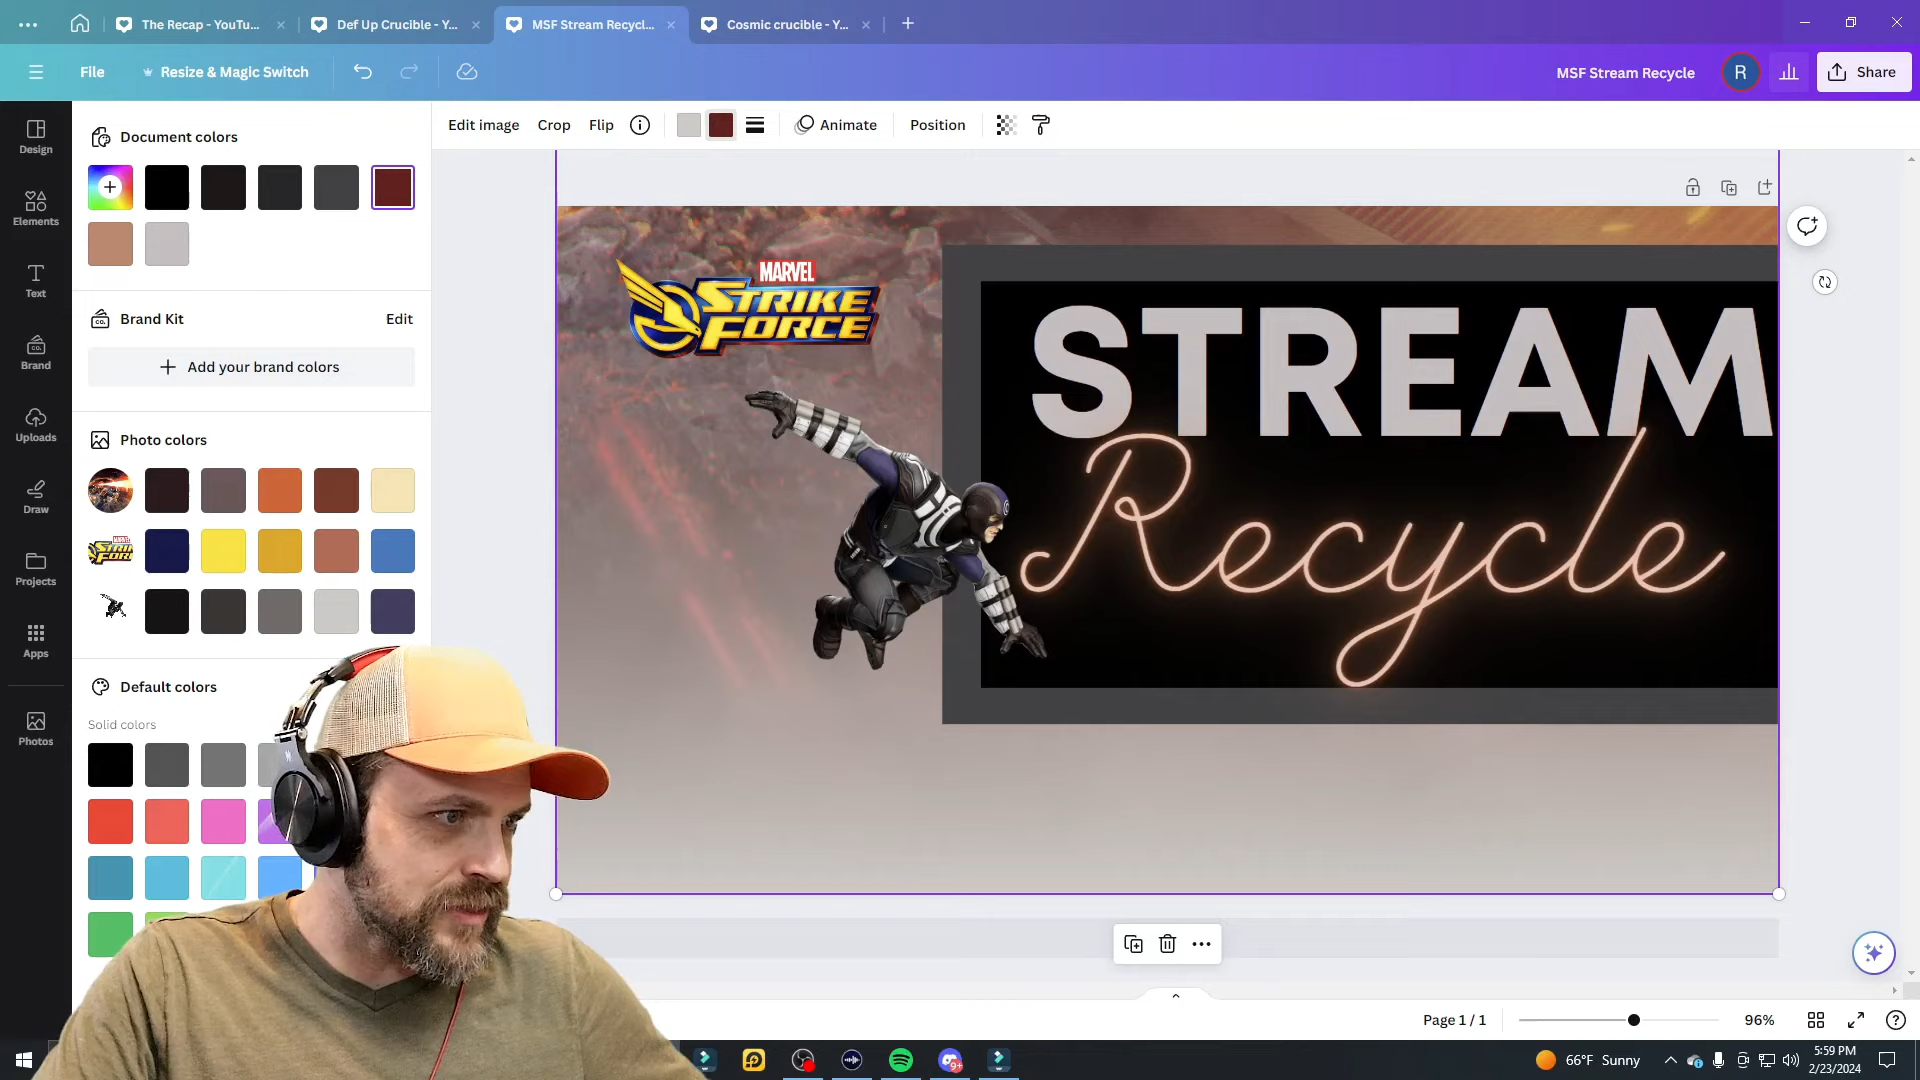 The Recap - YouTu...
Def Up Crucible - Y...
MSF Stream Recycl...
Cosmic crucible - Y...
File
Resize & Magic Switch
MSF Stream Recycle
R
Share
Design
Elements
Text
Brand
Uploads
Draw
Projects
Apps
Photos
Document colors
Brand Kit
Edit
Add your brand colors
Photo colors
Default colors
Solid colors
Edit image
Crop
Flip
Animate
Position
MARVEL
STRIKE
FORCE
STREAM
Recycle
Page 1 / 1
96%
66°F Sunny
5:59 PM
2/23/2024
9+